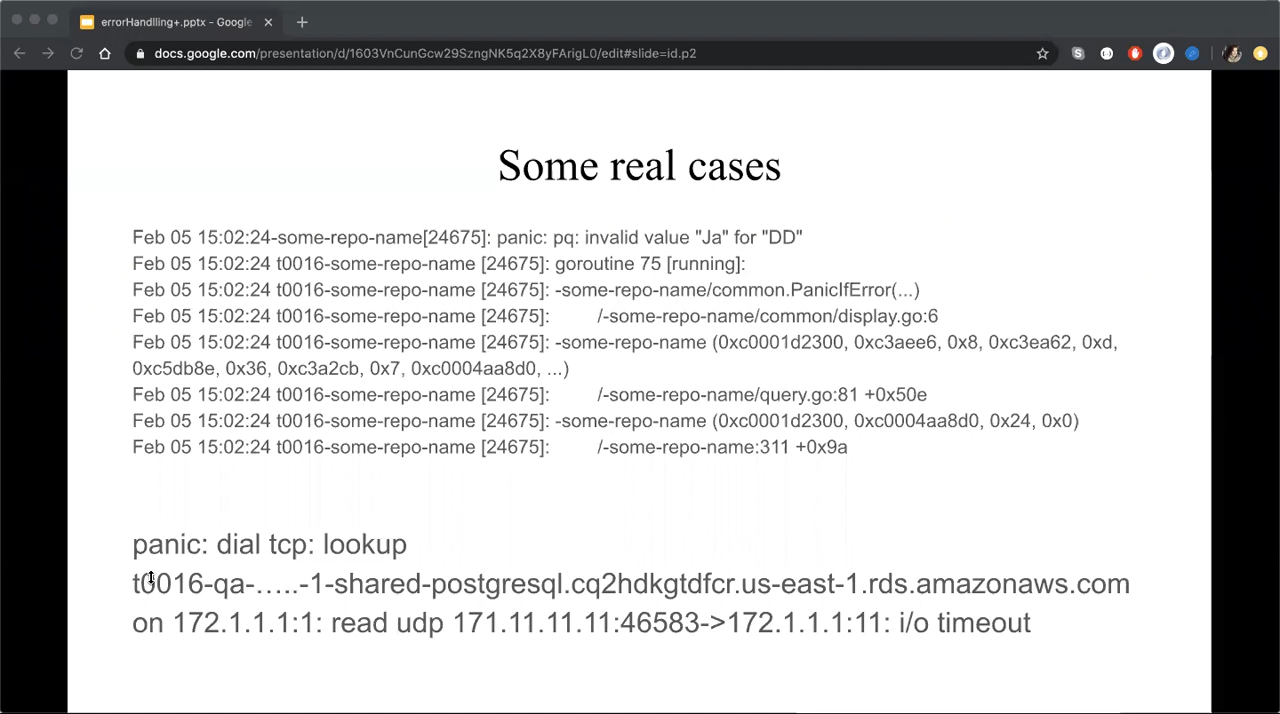 errorHandlling+.pptx - Google
docs.google.com/presentation/d/1603VnCunGcw29SzngNK5q2X8yFArigL0/edit#slide=id.p2
Some real cases
Feb 05 15:02:24-some-repo-name[24675]: panic: pq: invalid value "Ja" for "DD"
Feb 05 15:02:24 t0016-some-repo-name [24675]: goroutine 75 [running]:
Feb 05 15:02:24 t0016-some-repo-name [24675]: -some-repo-name/common.PanicIfError(...)
Feb 05 15:02:24 t0016-some-repo-name [24675]: /-some-repo-name/common/display.go:6
Feb 05 15:02:24 t0016-some-repo-name [24675]: -some-repo-name (0xc0001d2300, 0xc3aee6, 0x8, 0xc3ea62, 0xd,
0xc5db8e, 0x36, 0xc3a2cb, 0x7, 0xc0004aa8d0, ...)
Feb 05 15:02:24 t0016-some-repo-name [24675]: /-some-repo-name/query.go:81 +0x50e
Feb 05 15:02:24 t0016-some-repo-name [24675]: -some-repo-name (0xc0001d2300, 0xc0004aa8d0, 0x24, 0x0)
Feb 05 15:02:24 t0016-some-repo-name [24675]: /-some-repo-name:311 +0x9a
panic: dial tcp: lookup
t0016-qa-…..-1-shared-postgresql.cq2hdkgtdfcr.us-east-1.rds.amazonaws.com
on 172.1.1.1:1: read udp 171.11.11.11:46583->172.1.1.1:11: i/o timeout